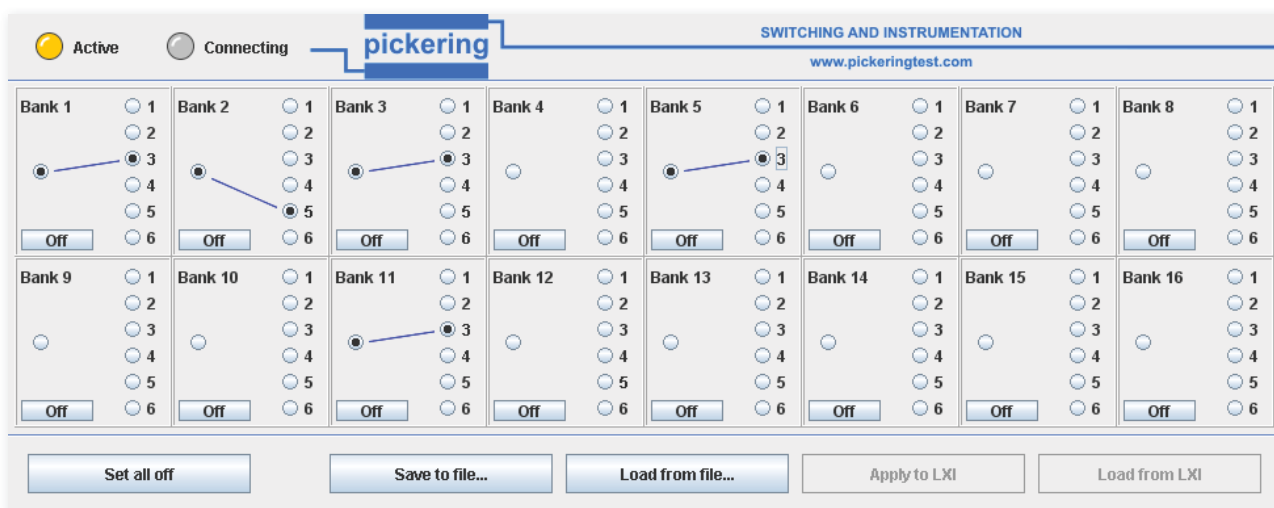 Active Connecting pickering SWITCHING AND INSTRUMENTATION
www.pickeringtest.com
Bank 1 1 Bank 2 1 Bank 3 1 Bank 4 1 Bank 5 1 Bank 6 1 Bank 7 1 Bank 8 1
2 2 2 2 2 2 2 2
3 3 3 3 3 3 3 3
4 4 4 4 4 4 4 4
5 5 5 5 5 5 5 5
Off 6 Off 6 Off 6 Off 6 Off 6 Off 6 Off 6 Off 6
Bank 9 1 Bank 10 1 Bank 11 1 Bank 12 1 Bank 13 1 Bank 14 1 Bank 15 1 Bank 16 1
2 2 2 2 2 2 2 2
3 3 3 3 3 3 3 3
4 4 4 4 4 4 4 4
5 5 5 5 5 5 5 5
Off 6 Off 6 Off 6 Off 6 Off 6 Off 6 Off 6 Off 6
Set all off Save to file... Load from file... Apply to LXI Load from LXI